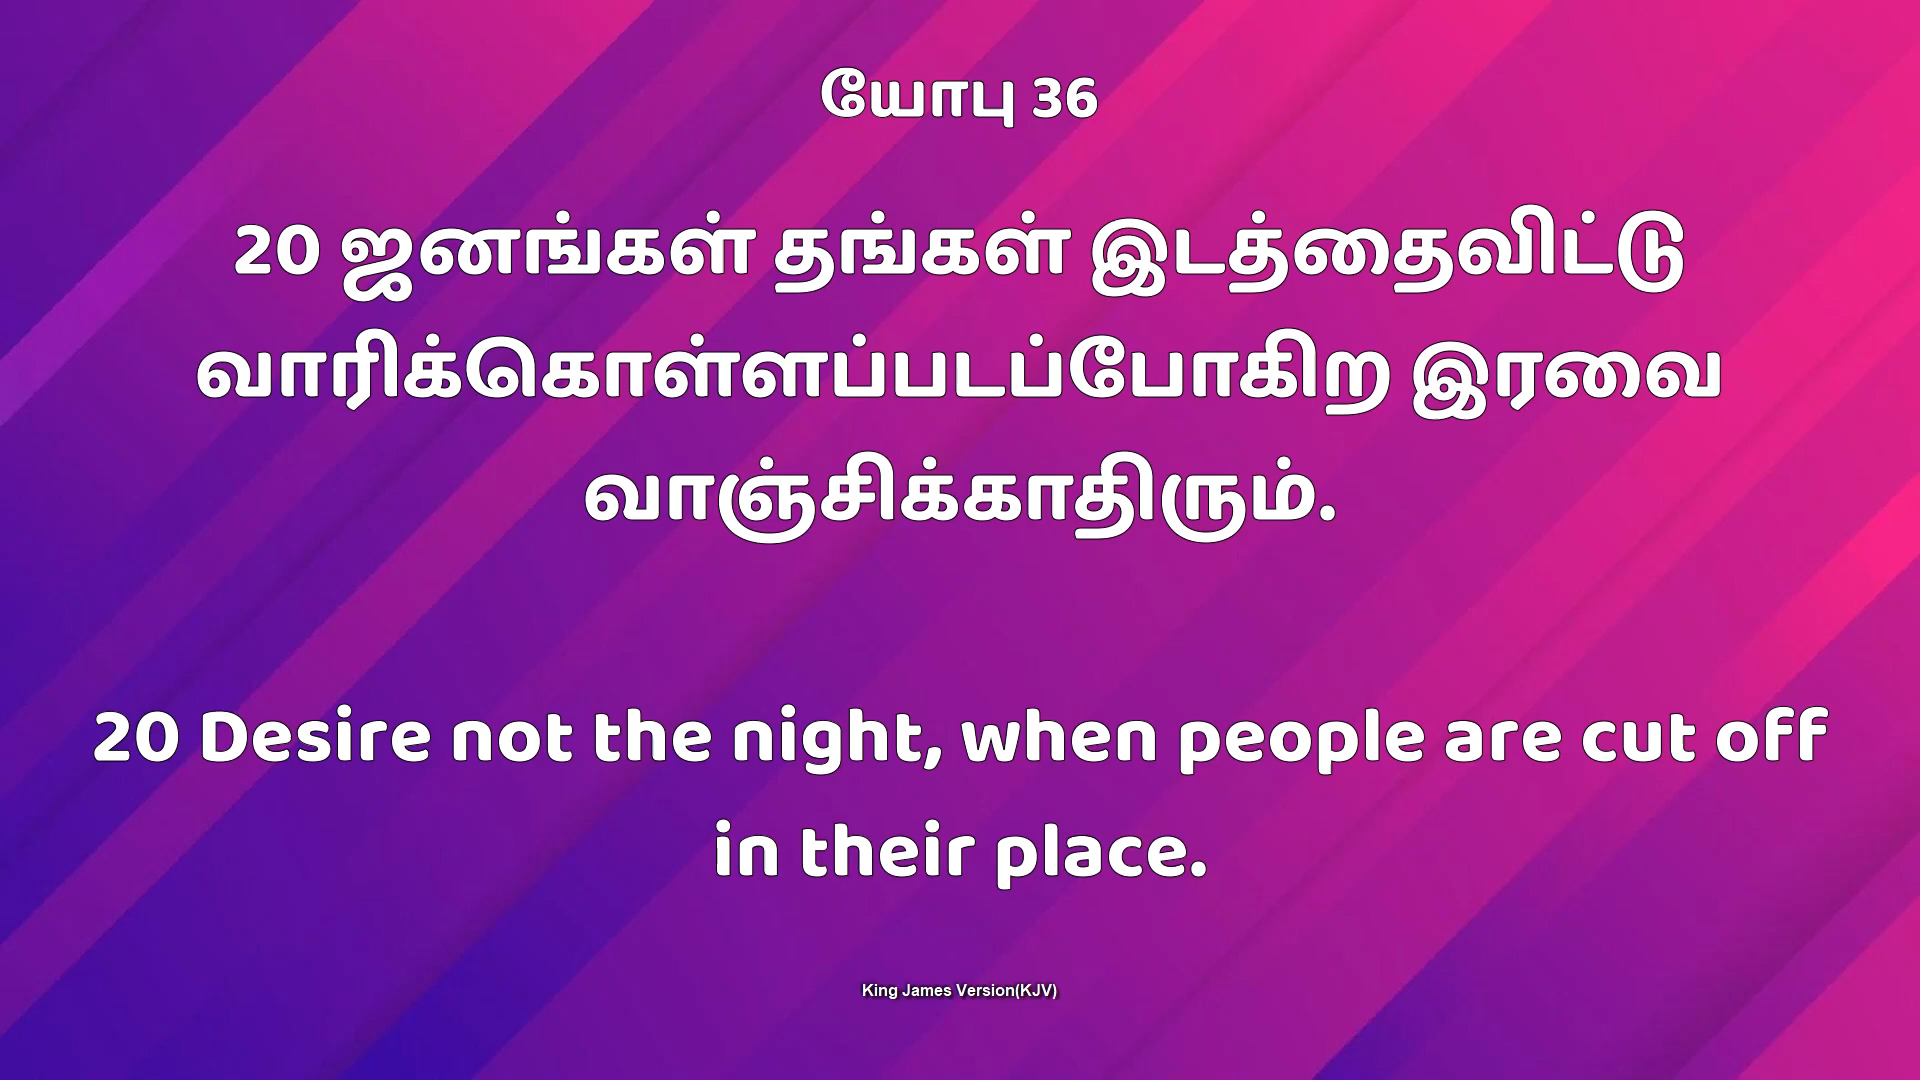 யோபு 36
20 ஜனங்கள் தங்கள் இடத்தைவிட்டு
வாரிக்கொள்ளப்படப்போகிற இரவை
வாஞ்சிக்காதிரும்.
20 Desire not the night, when people are cut off
in their place.
King James Version(KJV)